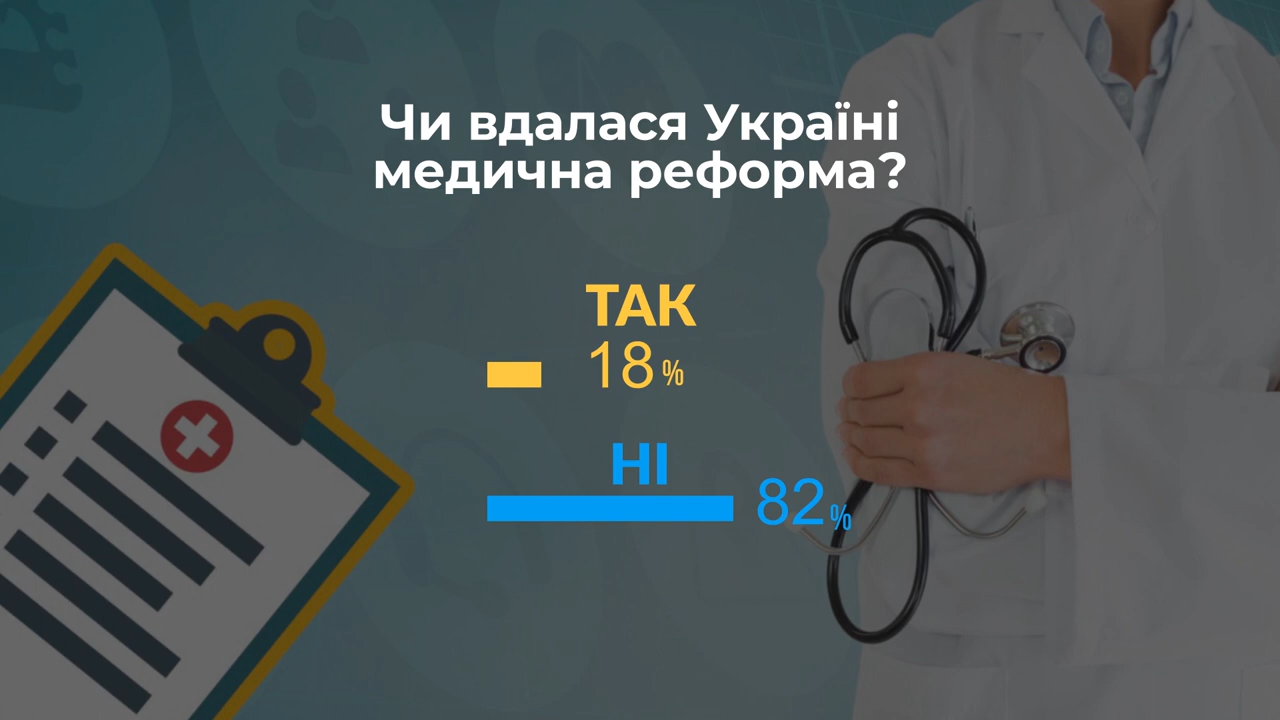 Чи вдалася Україні
медична реформа?
ТАК
18%
НІ
82%